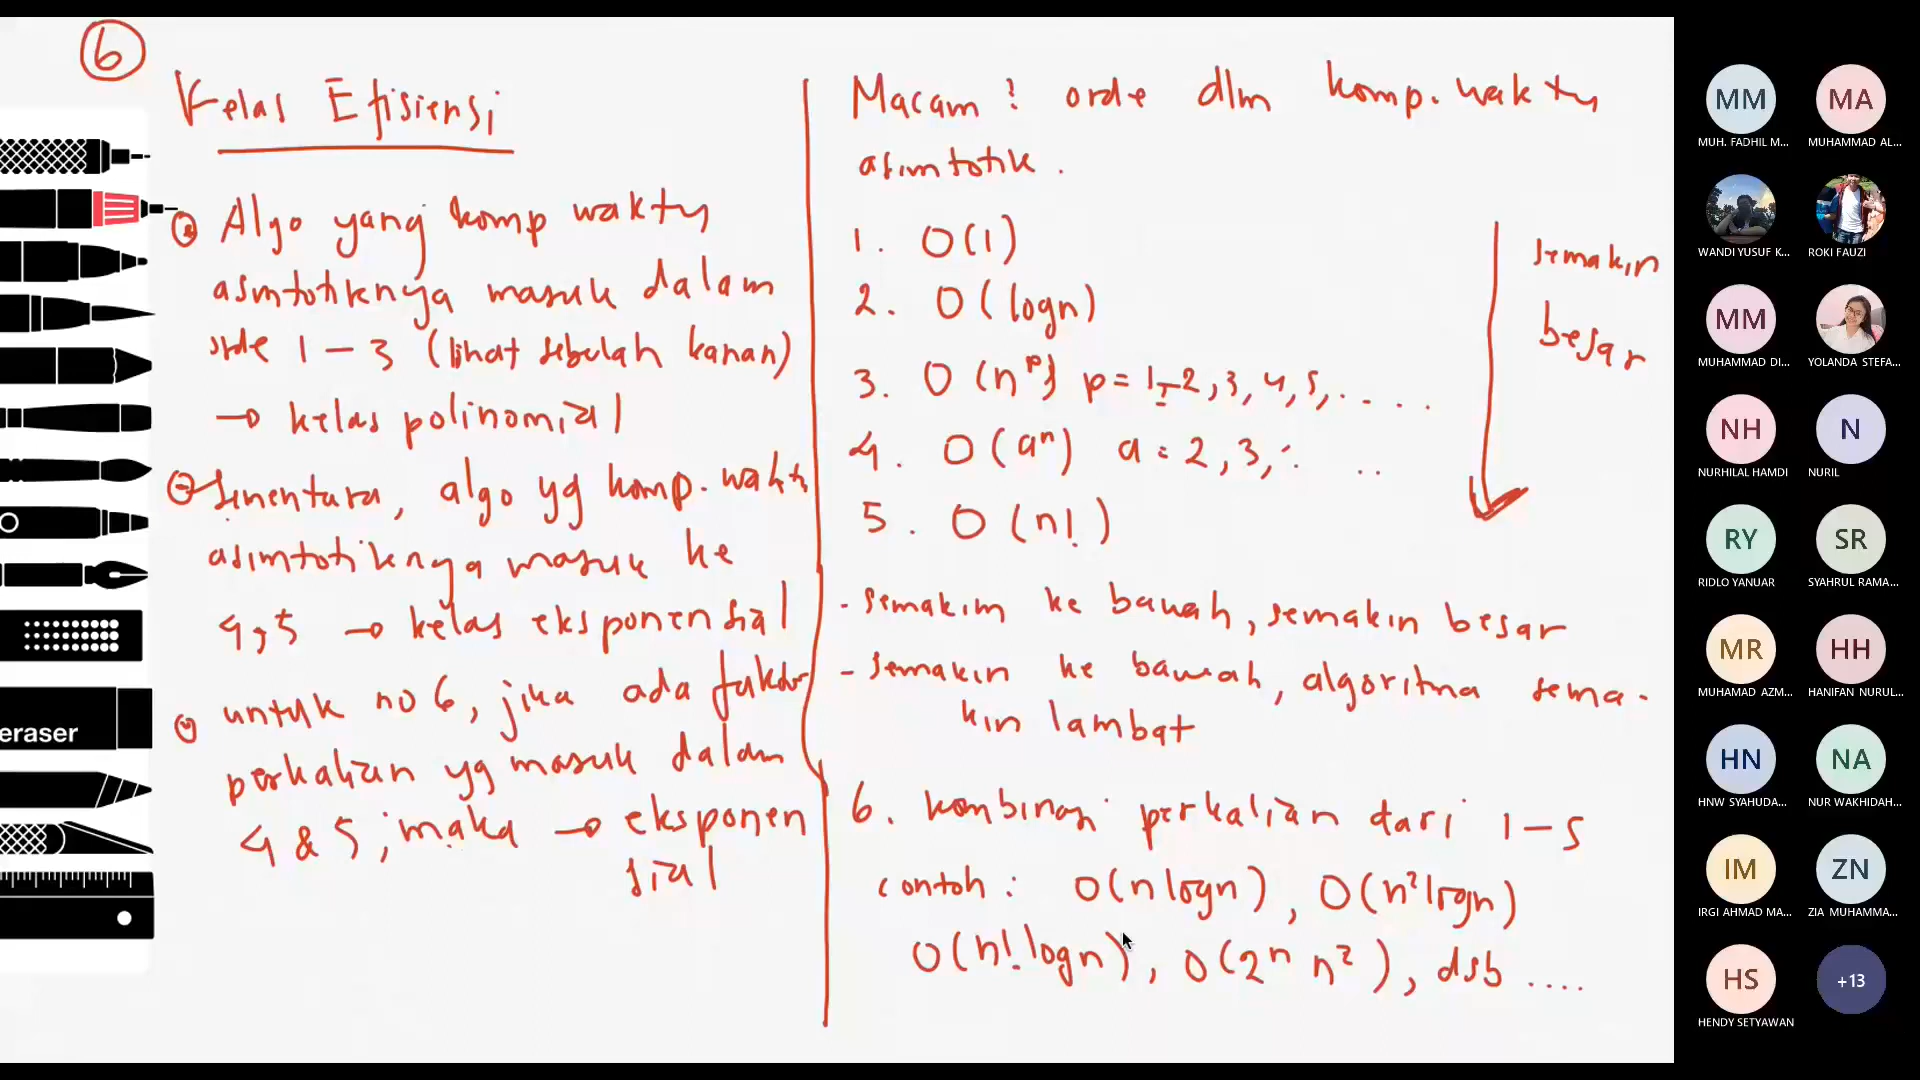 6
Kelas Efisiensi
Algo yang komp waktu
asimtotiknya masuk dalam
orde 1 - 3 (lihat sebelah kanan)
→ kelas polinomial
Sementara, algo yg komp. waktu
asimtotiknya masuk ke
4, 5 → kelas eksponensial
untuk no 6, jika ada faktor
perkalian yg masuk dalam
4 & 5, maka → eksponen
sial
Macam² orde dlm komp. waktu
asimtotik.
1. O(1)
2. O(log n)
3. O(n^p) p = 1, 2, 3, 4, 5, ....
4. O(a^n) a = 2, 3, ....
5. O(n!)
semakin
besar
- semakin ke bawah, semakin besar
- semakin ke bawah, algoritma sema-
kin lambat
6. kombinasi perkalian dari 1 - 5
contoh: O(n log n), O(n² log n)
O(n! log n), O(2^n n²), dsb ....
eraser
MM
MUH. FADHIL M...
MA
MUHAMMAD AL...
WANDI YUSUF K...
ROKI FAUZI
MM
MUHAMMAD DI...
YOLANDA STEFA...
NH
NURHILAL HAMDI
N
NURIL
RY
RIDLO YANUAR
SR
SYAHRUL RAMA...
MR
MUHAMAD AZM...
HH
HANIFAN NURUL...
HN
HNW SYAHUDA...
NA
NUR WAKHIDAH...
IM
IRGI AHMAD MA...
ZN
ZIA MUHAMMA...
HS
HENDY SETYAWAN
+13